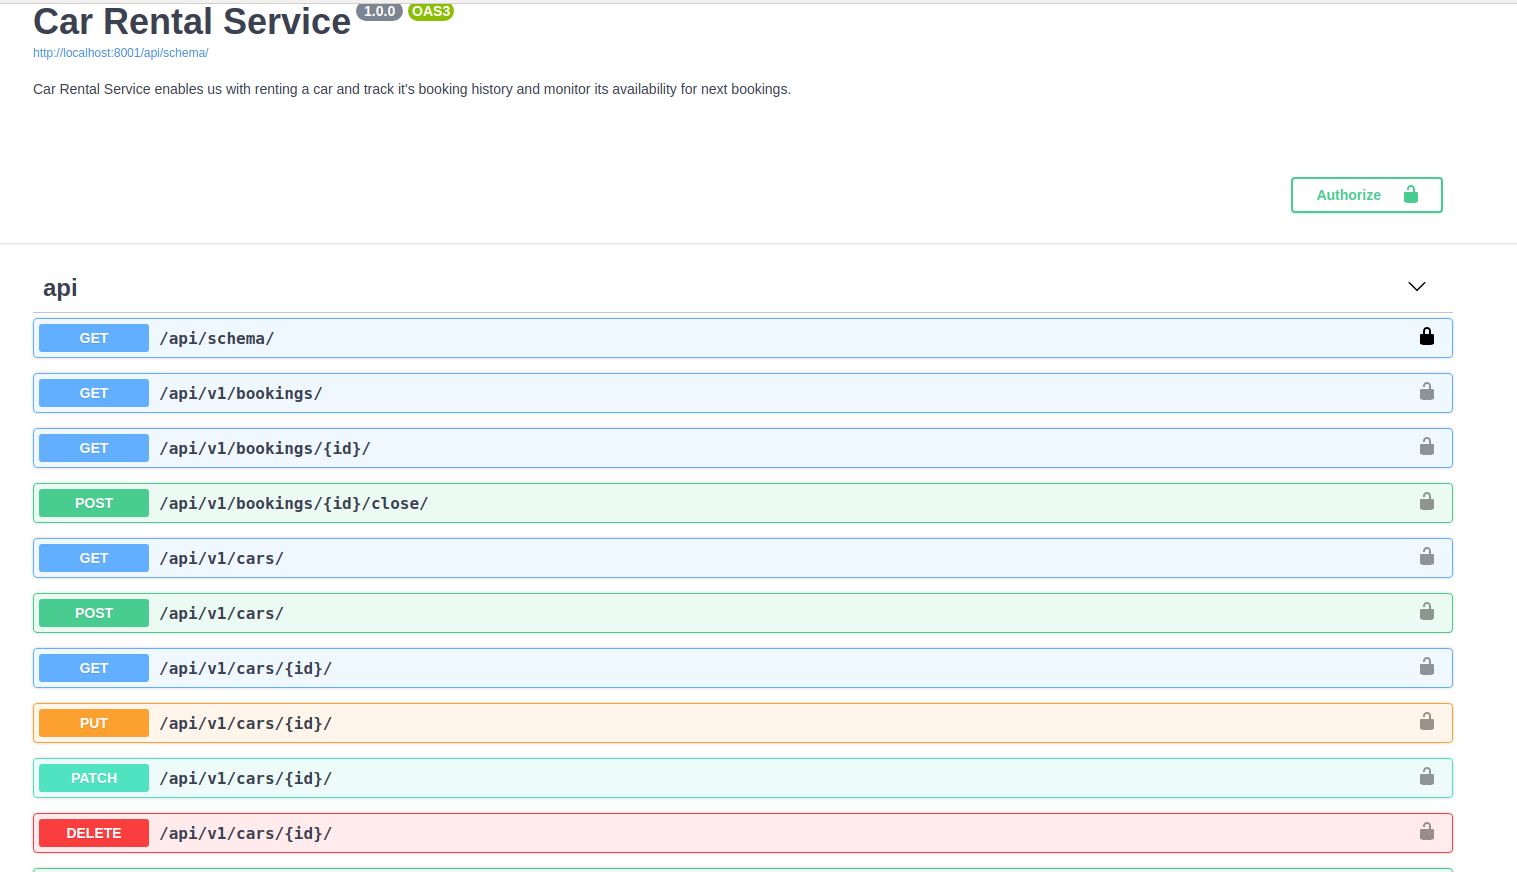 Car Rental Service 1.0.0 OAS3
http://localhost:8001/api/schema/
Car Rental Service enables us with renting a car and track it's booking history and monitor its availability for next bookings.
Authorize
api
GET /api/schema/
GET /api/v1/bookings/
GET /api/v1/bookings/{id}/
POST /api/v1/bookings/{id}/close/
GET /api/v1/cars/
POST /api/v1/cars/
GET /api/v1/cars/{id}/
PUT /api/v1/cars/{id}/
PATCH /api/v1/cars/{id}/
DELETE /api/v1/cars/{id}/